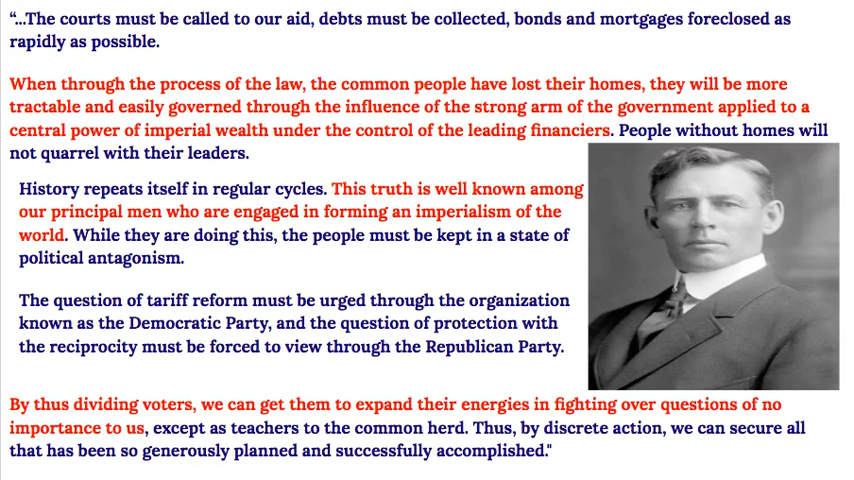 “...The courts must be called to our aid, debts must be collected, bonds and mortgages foreclosed as
rapidly as possible.
When through the process of the law, the common people have lost their homes, they will be more
tractable and easily governed through the influence of the strong arm of the government applied to a
central power of imperial wealth under the control of the leading financiers. People without homes will
not quarrel with their leaders.
History repeats itself in regular cycles. This truth is well known among
our principal men who are engaged in forming an imperialism of the
world. While they are doing this, the people must be kept in a state of
political antagonism.
The question of tariff reform must be urged through the organization
known as the Democratic Party, and the question of protection with
the reciprocity must be forced to view through the Republican Party.
By thus dividing voters, we can get them to expand their energies in fighting over questions of no
importance to us, except as teachers to the common herd. Thus, by discrete action, we can secure all
that has been so generously planned and successfully accomplished."